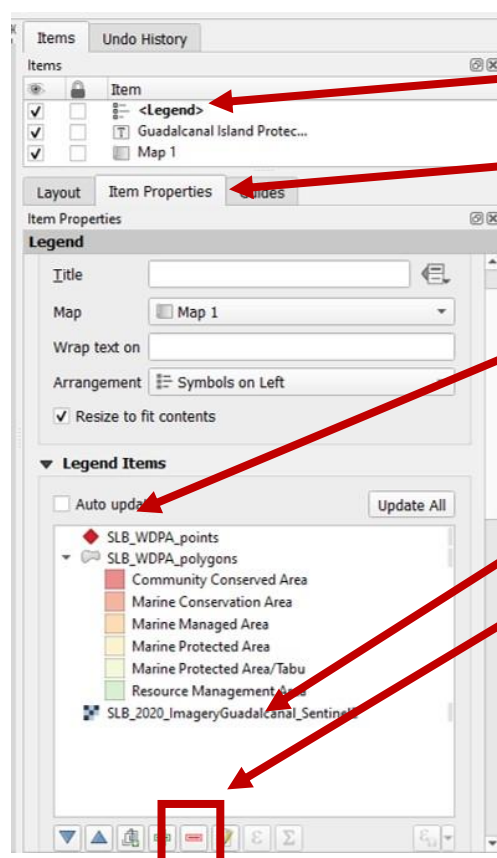 Items Undo History
Items
Item
<Legend>
T Guadalcanal Island Protec...
Map 1
Layout Item Properties Guides
Item Properties
Legend
Title
Map Map 1
Wrap text on
Arrangement Symbols on Left
Resize to fit contents
Legend Items
Auto update Update All
SLB_WDPA_points
SLB_WDPA_polygons
Community Conserved Area
Marine Conservation Area
Marine Managed Area
Marine Protected Area
Marine Protected Area/Tabu
Resource Management Area
SLB_2020_ImageryGuadalcanal_Sentinel2
ε Σ